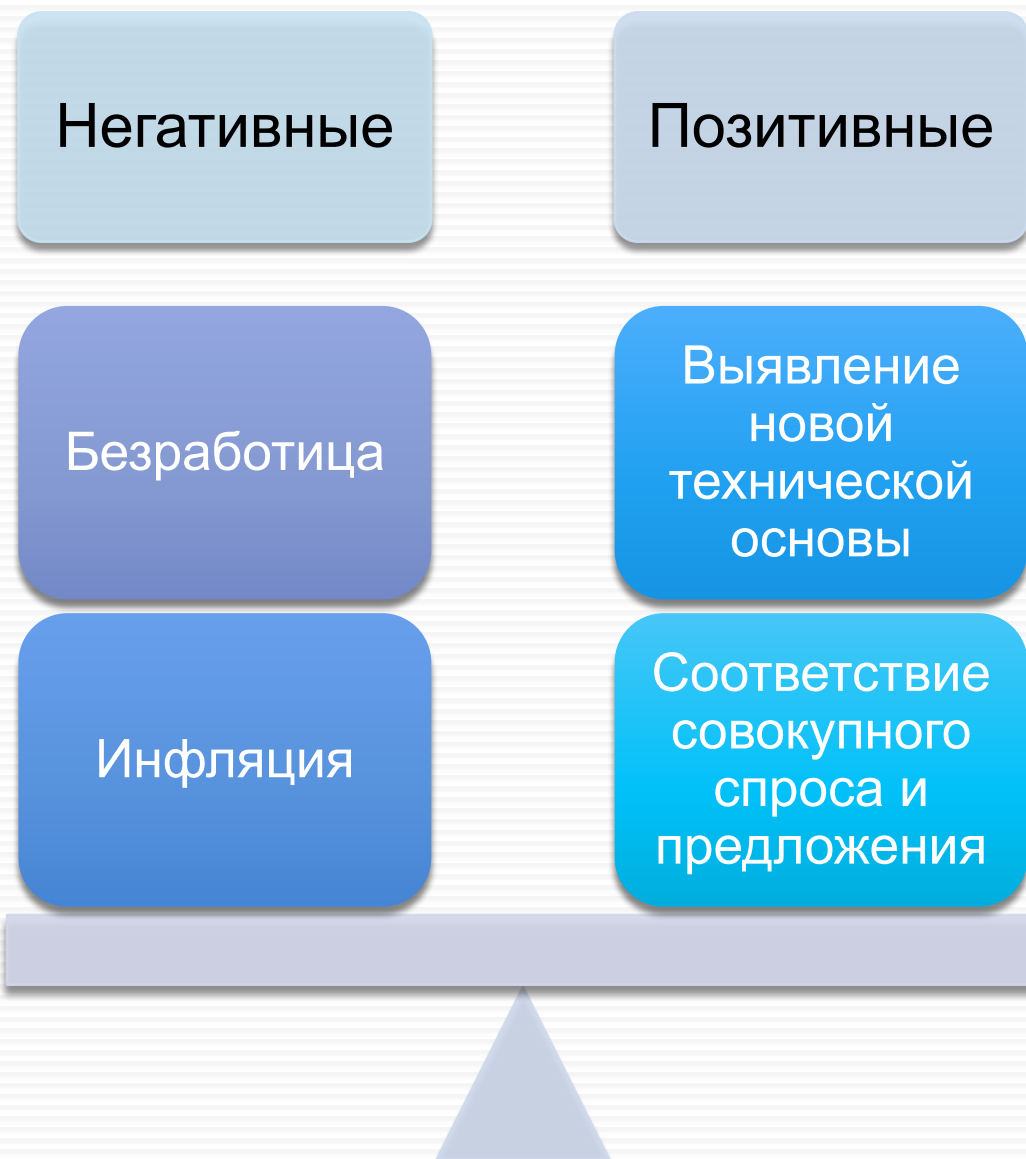 Негативные
Позитивные
Безработица
Выявление
новой
технической
основы
Инфляция
Соответствие
совокупного
спроса и
предложения